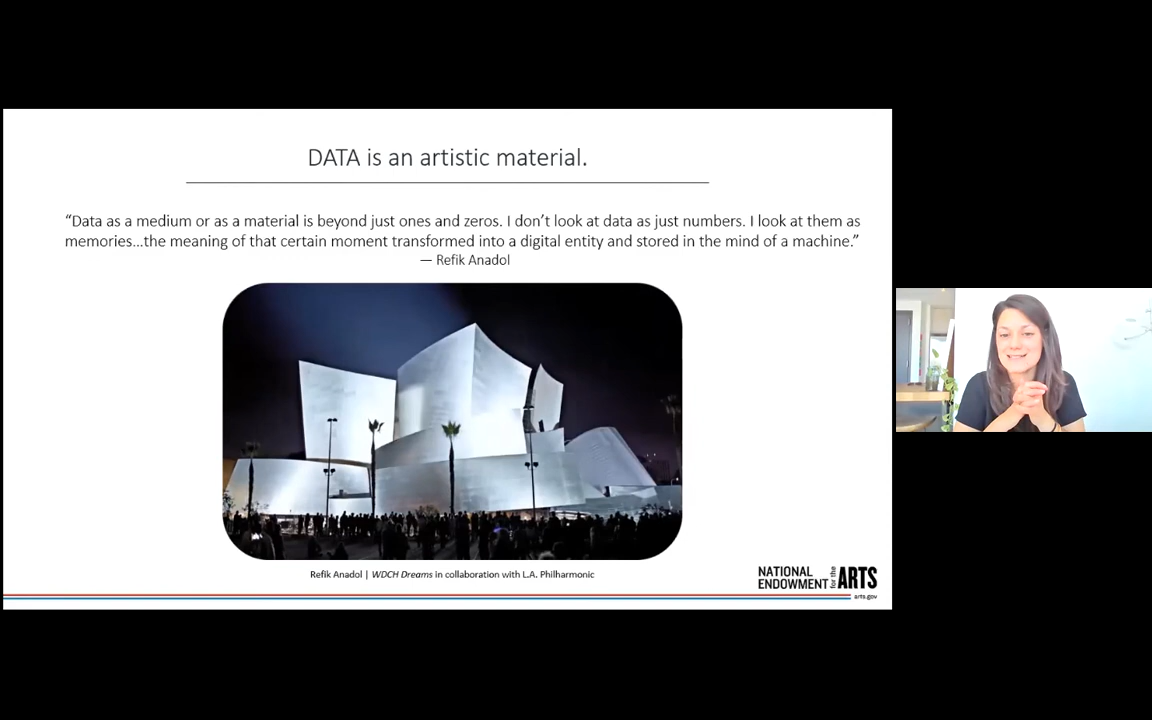 DATA is an artistic material.
“Data as a medium or as a material is beyond just ones and zeros. I don’t look at data as just numbers. I look at them as
memories...the meaning of that certain moment transformed into a digital entity and stored in the mind of a machine.”
— Refik Anadol
Refik Anadol | WDCH Dreams in collaboration with L.A. Philharmonic
NATIONAL
ENDOWMENT for the ARTS
arts.gov